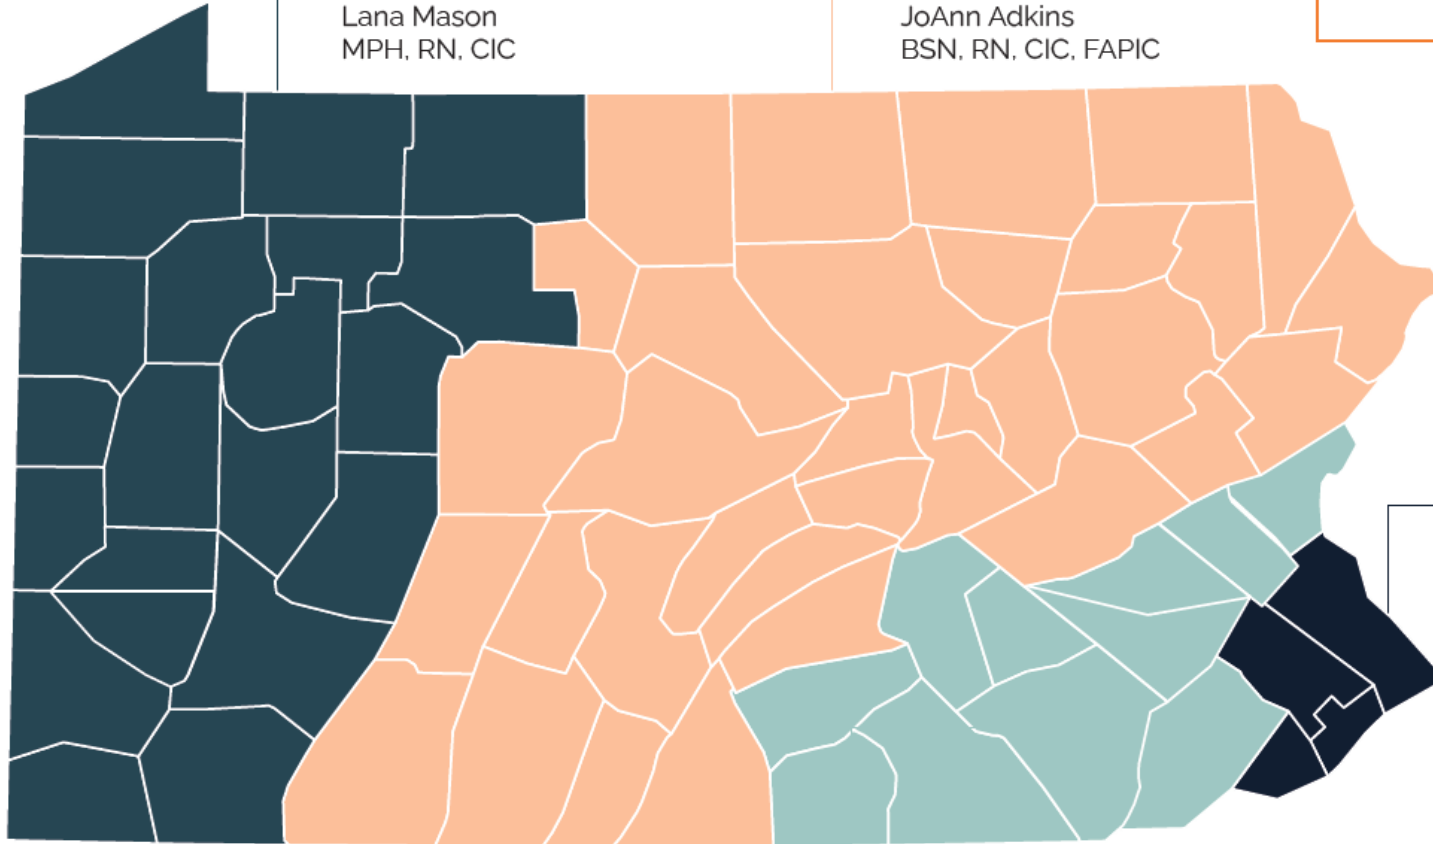 Lana Mason
MPH, RN, CIC
JoAnn Adkins
BSN, RN, CIC, FAPIC